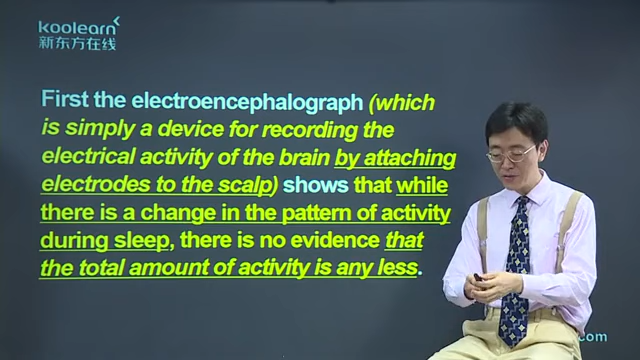 koolearn
新东方在线
First the electroencephalograph (which
is simply a device for recording the
electrical activity of the brain by attaching
electrodes to the scalp) shows that while
there is a change in the pattern of activity
during sleep, there is no evidence that
the total amount of activity is any less.
.com